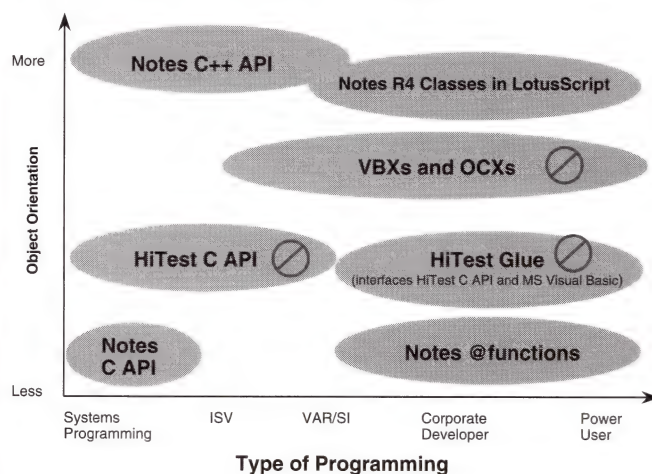 More
Notes C++ API
Notes R4 Classes in LotusScript
VBXs and OCXs
Object Orientation
HiTest C API
HiTest Glue
(interfaces HiTest C API and MS Visual Basic)
Notes
C API
Notes @functions
Less
Systems
Programming
ISV
VAR/SI
Corporate
Developer
Power
User
Type of Programming